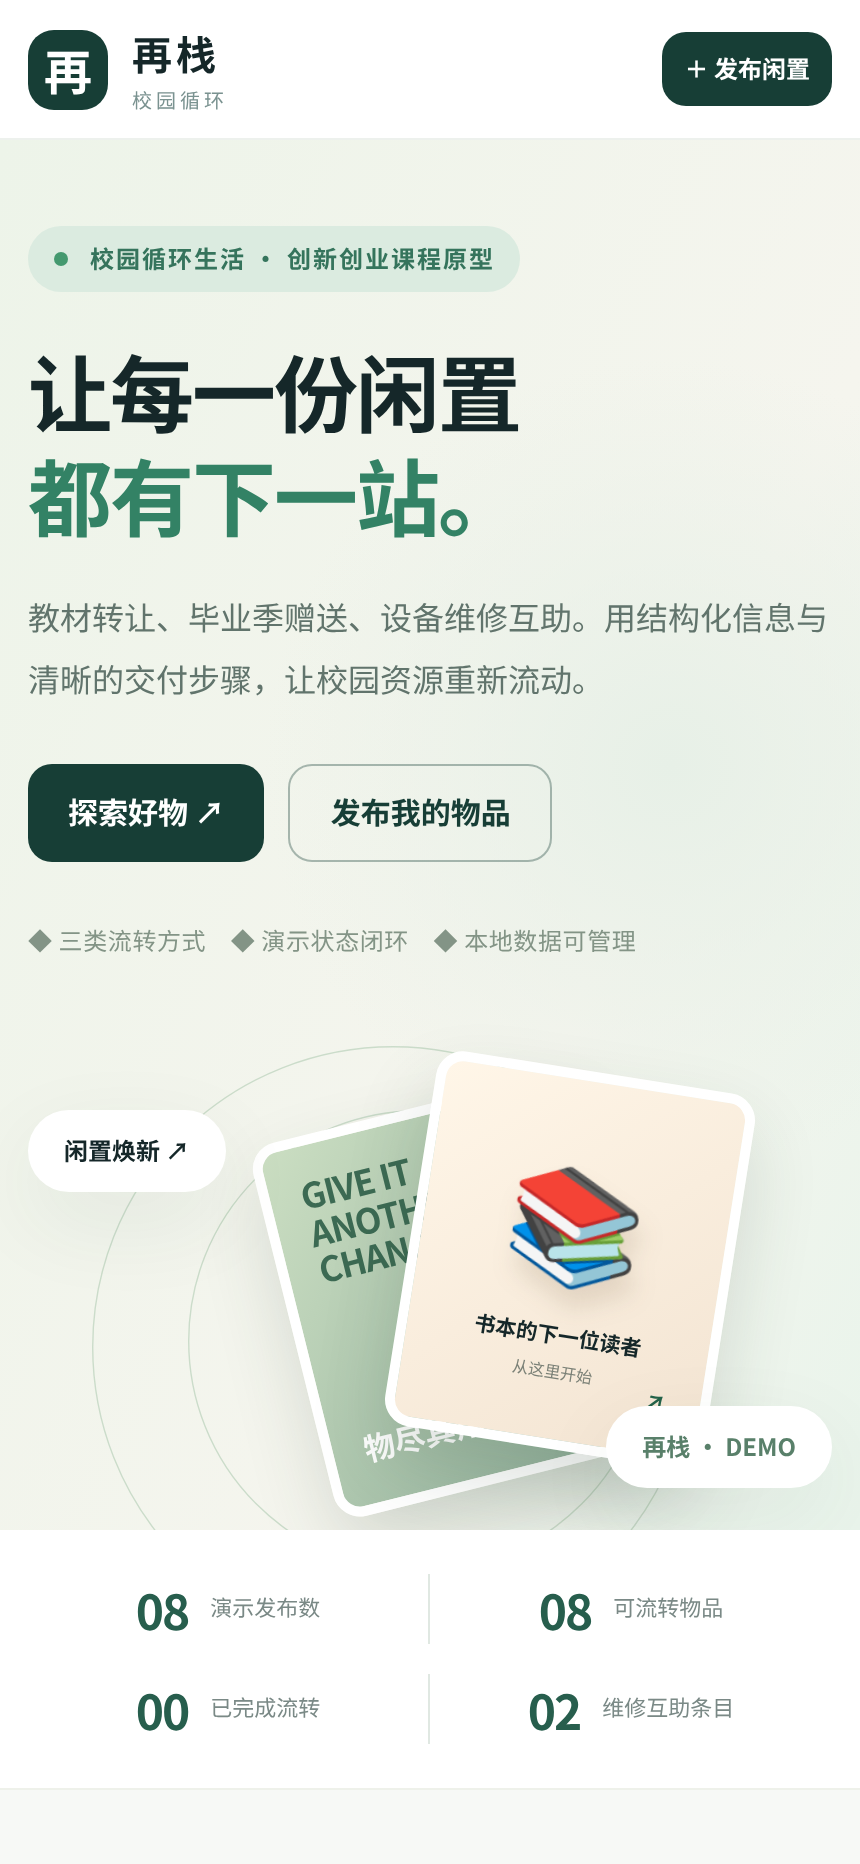 再
再栈
校园循环
+ 发布闲置
校园循环生活 · 创新创业课程原型
让每一份闲置
都有下一站。
教材转让、毕业季赠送、设备维修互助。用结构化信息与
清晰的交付步骤，让校园资源重新流动。
探索好物 ↗
发布我的物品
◆ 三类流转方式 ◆ 演示状态闭环 ◆ 本地数据可管理
闲置焕新 ↗
GIVE IT
ANOTH
CHAN
物尽其
书本的下一位读者
从这里开始
↗
再栈 · DEMO
08 演示发布数
08 可流转物品
00 已完成流转
02 维修互助条目